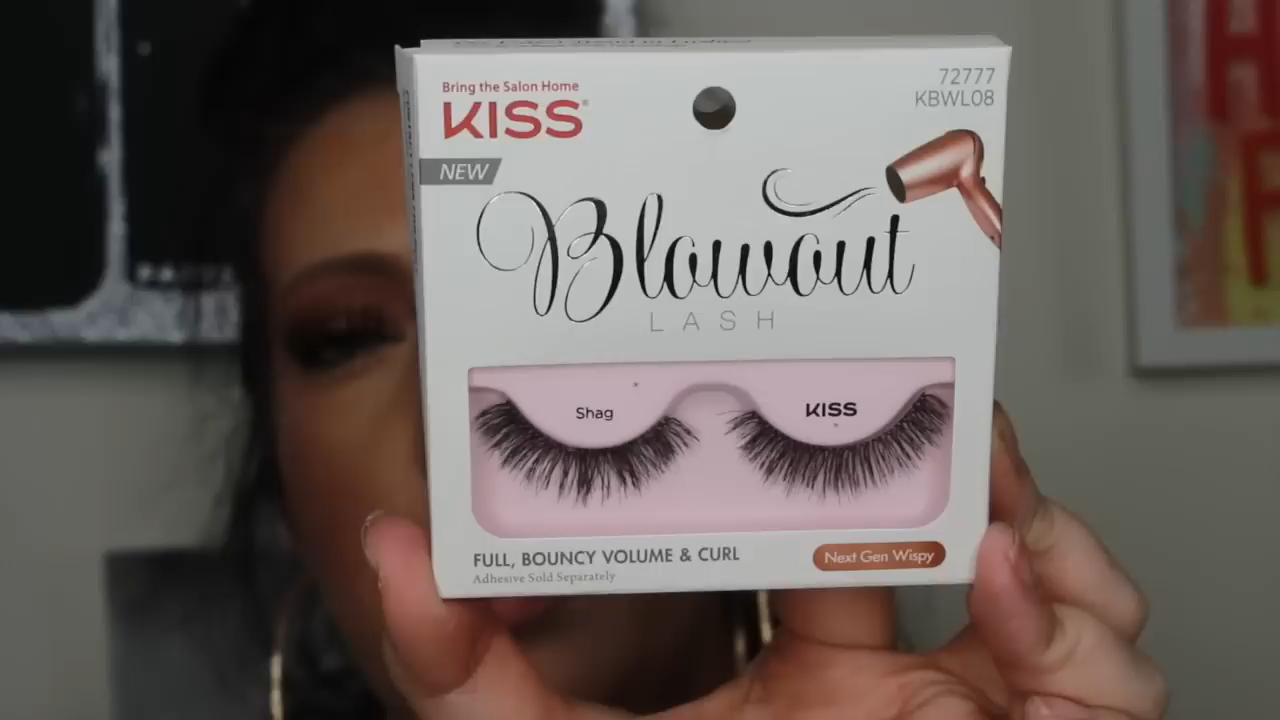 Bring the Salon Home
KISS®
72777
KBWL08
NEW
Blowout
LASH
Shag
KISS
FULL, BOUNCY VOLUME & CURL
Adhesive Sold Separately
Next Gen Wispy